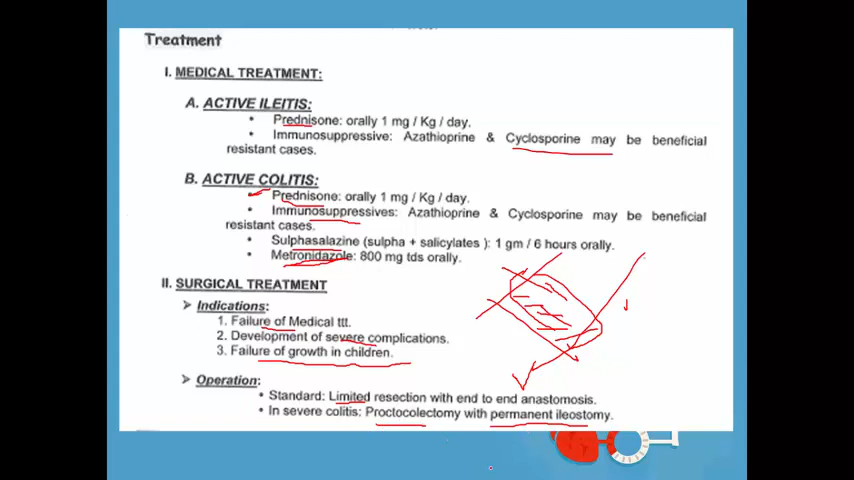 Treatment
I. MEDICAL TREATMENT:
A. ACTIVE ILEITIS:
• Prednisone: orally 1 mg / Kg / day.
• Immunosuppressive: Azathioprine & Cyclosporine may be beneficial
resistant cases.
B. ACTIVE COLITIS:
• Prednisone: orally 1 mg / Kg / day.
• Immunosuppressives: Azathioprine & Cyclosporine may be beneficial
resistant cases.
• Sulphasalazine (sulpha + salicylates ): 1 gm / 6 hours orally.
• Metronidazole: 800 mg tds orally.
II. SURGICAL TREATMENT
➢ Indications:
1. Failure of Medical ttt.
2. Development of severe complications.
3. Failure of growth in children.
➢ Operation:
• Standard: Limited resection with end to end anastomosis.
• In severe colitis: Proctocolectomy with permanent ileostomy.